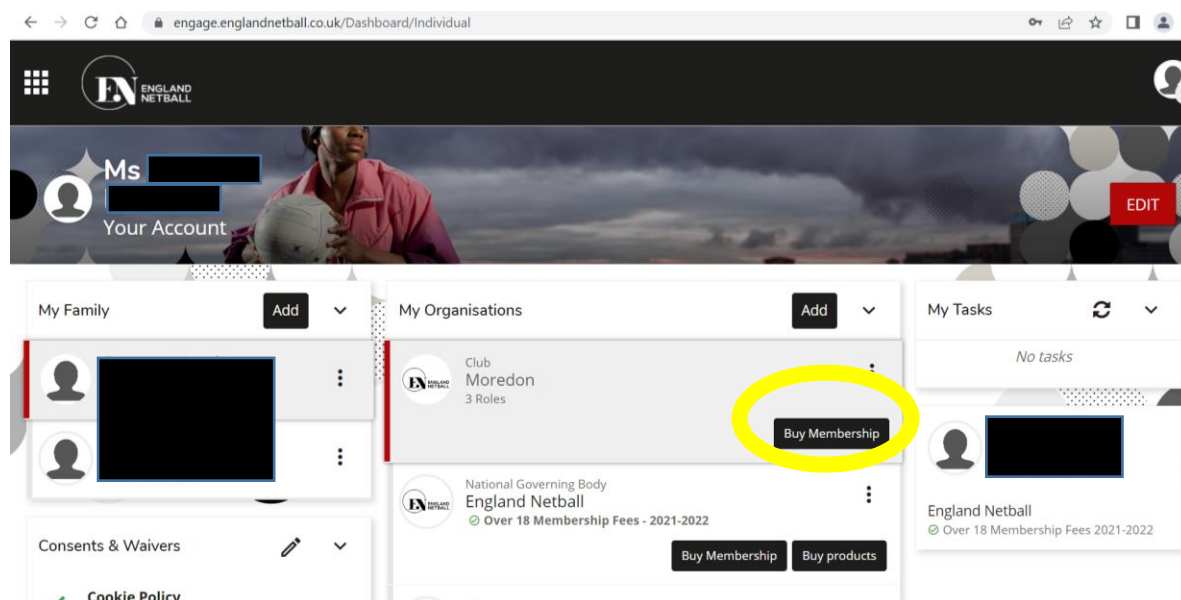 engage.englandnetball.co.uk/Dashboard/Individual
EN ENGLAND
NETBALL
Ms
Your Account
EDIT
My Family
Add
My Organisations
Add
My Tasks
Club
Moredon
3 Roles
Buy Membership
No tasks
National Governing Body
England Netball
Over 18 Membership Fees - 2021-2022
Buy Membership
Buy products
England Netball
Over 18 Membership Fees 2021-2022
Consents & Waivers
Cookie Policy